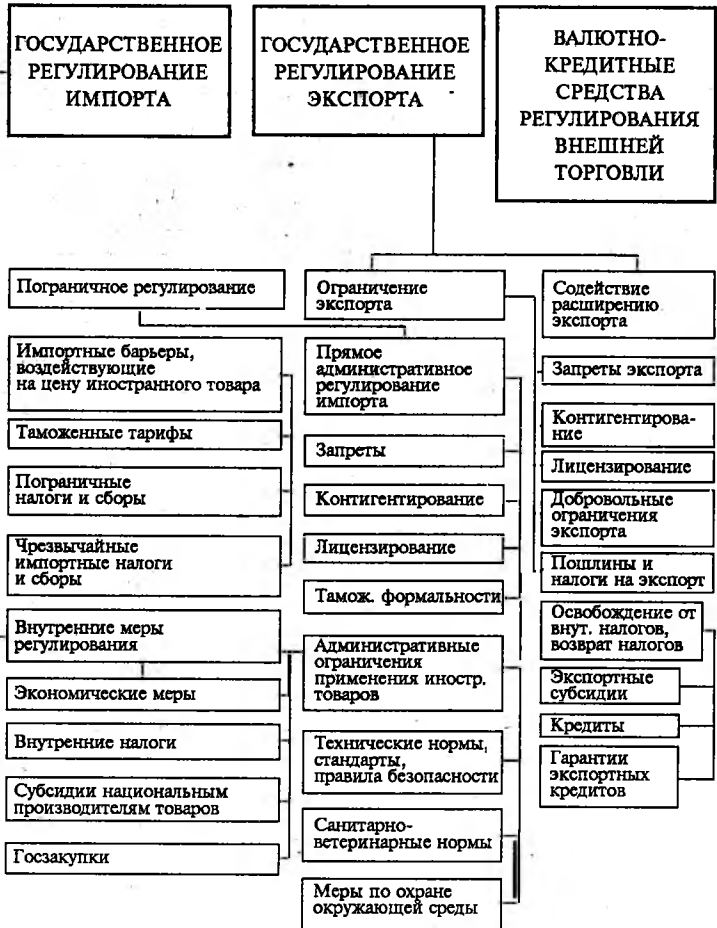 ГОСУДАРСТВЕННОЕ
РЕГУЛИРОВАНИЕ
ИМПОРТА
ГОСУДАРСТВЕННОЕ
РЕГУЛИРОВАНИЕ
ЭКСПОРТА
ВАЛЮТНО-
КРЕДИТНЫЕ
СРЕДСТВА
РЕГУЛИРОВАНИЯ
ВНЕШНЕЙ
ТОРГОВЛИ
Пограничное регулирование
Импортные барьеры,
воздействующие
на цену иностранного товара
Таможенные тарифы
Пограничные
налоги и сборы
Чрезвычайные
импортные налоги
и сборы
Внутренние меры
регулирования
Экономические меры
Внутренние налоги
Субсидии национальным
производителям товаров
Госзакупки
Ограничение
экспорта
Прямое
административное
регулирование
импорта
Запреты
Контигентирование
Лицензирование
Тамож. формальности
Административные
ограничения
применения иностр.
товаров
Технические нормы,
стандарты,
правила безопасности
Санитарно-
ветеринарные нормы
Меры по охране
окружающей среды
Содействие
расширению
экспорта
Запреты экспорта
Контигентирова-
ние
Лицензирование
Добровольные
ограничения
экспорта
Пошлины и
налоги на экспорт
Освобождение от
внут. налогов,
возврат налогов
Экспортные
субсидии
Кредиты
Гарантии
экспортных
кредитов